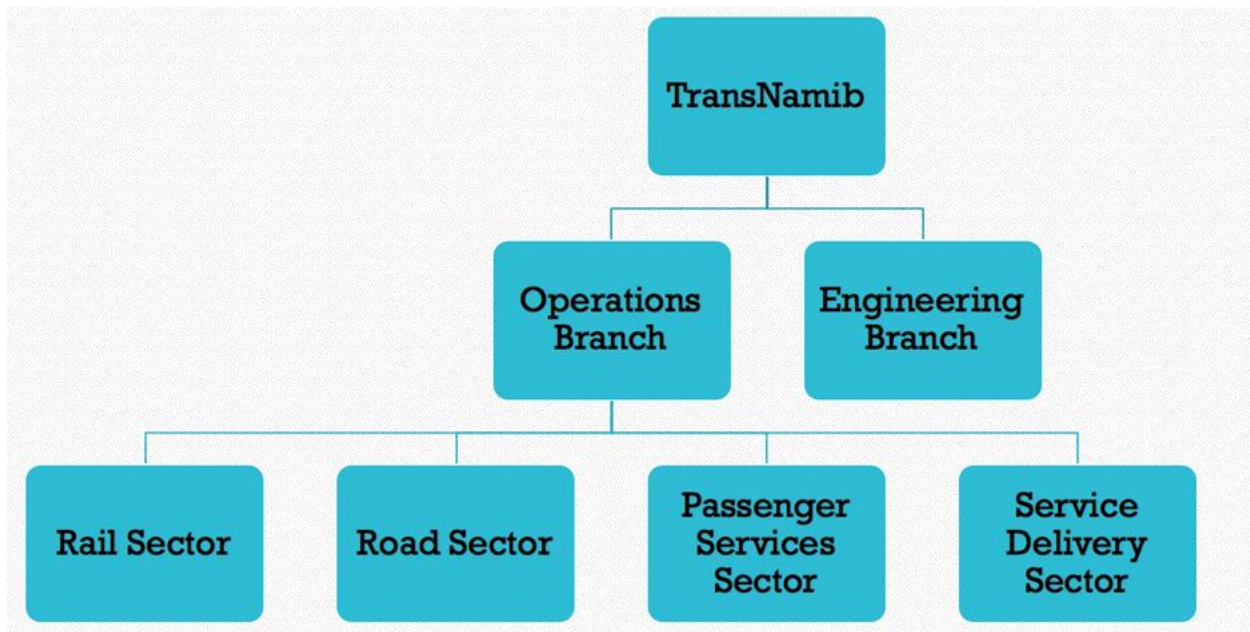 TransNamib
Operations
Branch
Engineering
Branch
Rail Sector
Road Sector
Passenger
Services
Sector
Service
Delivery
Sector